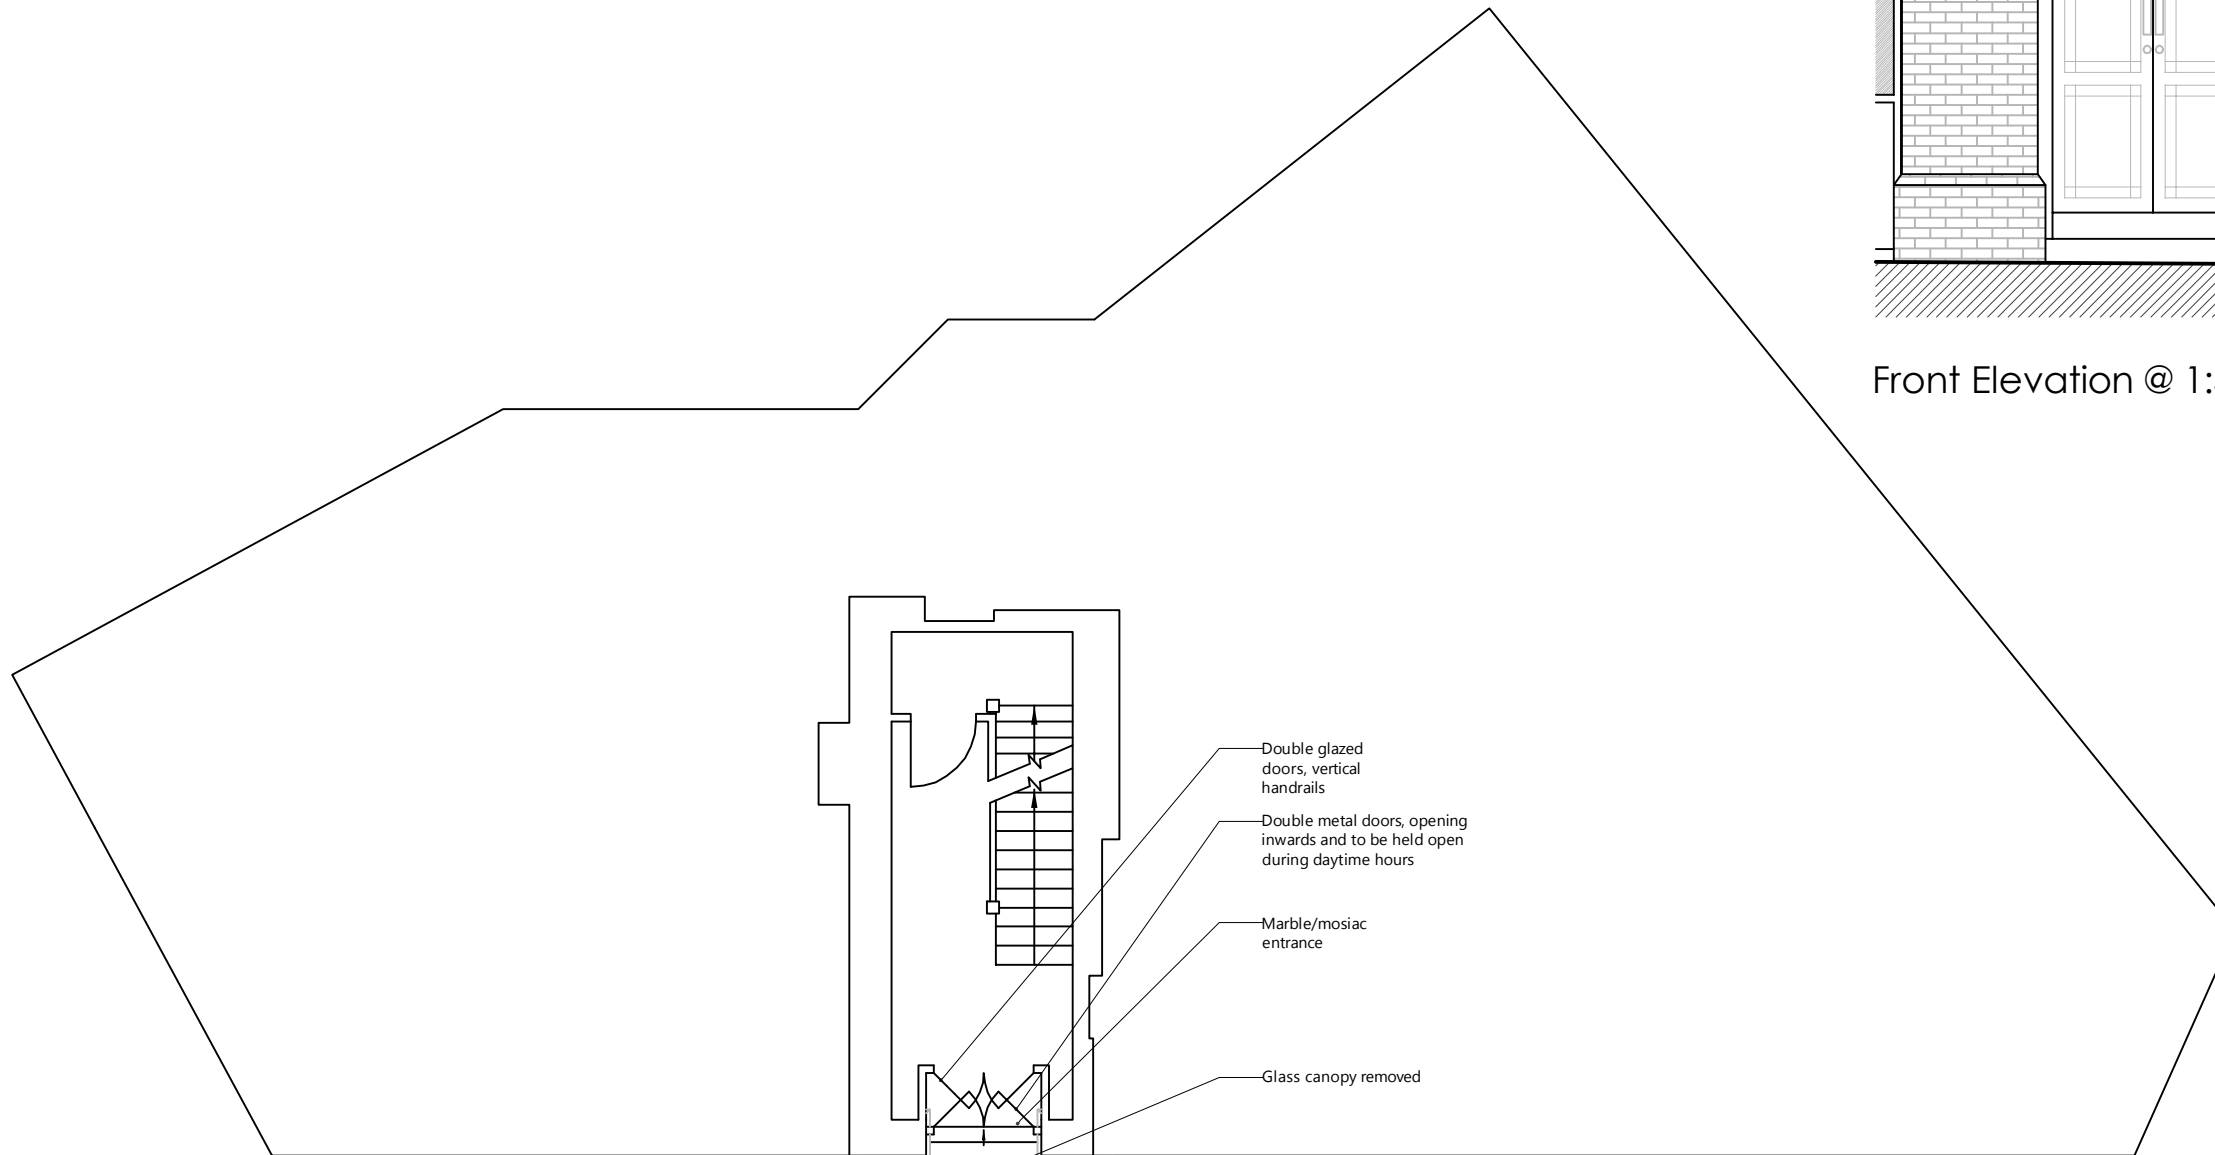 Front Elevation @ 1:
Double glazed
doors, vertical
handrails
Double metal doors, opening
inwards and to be held open
during daytime hours
Marble/mosiac
entrance
Glass canopy removed